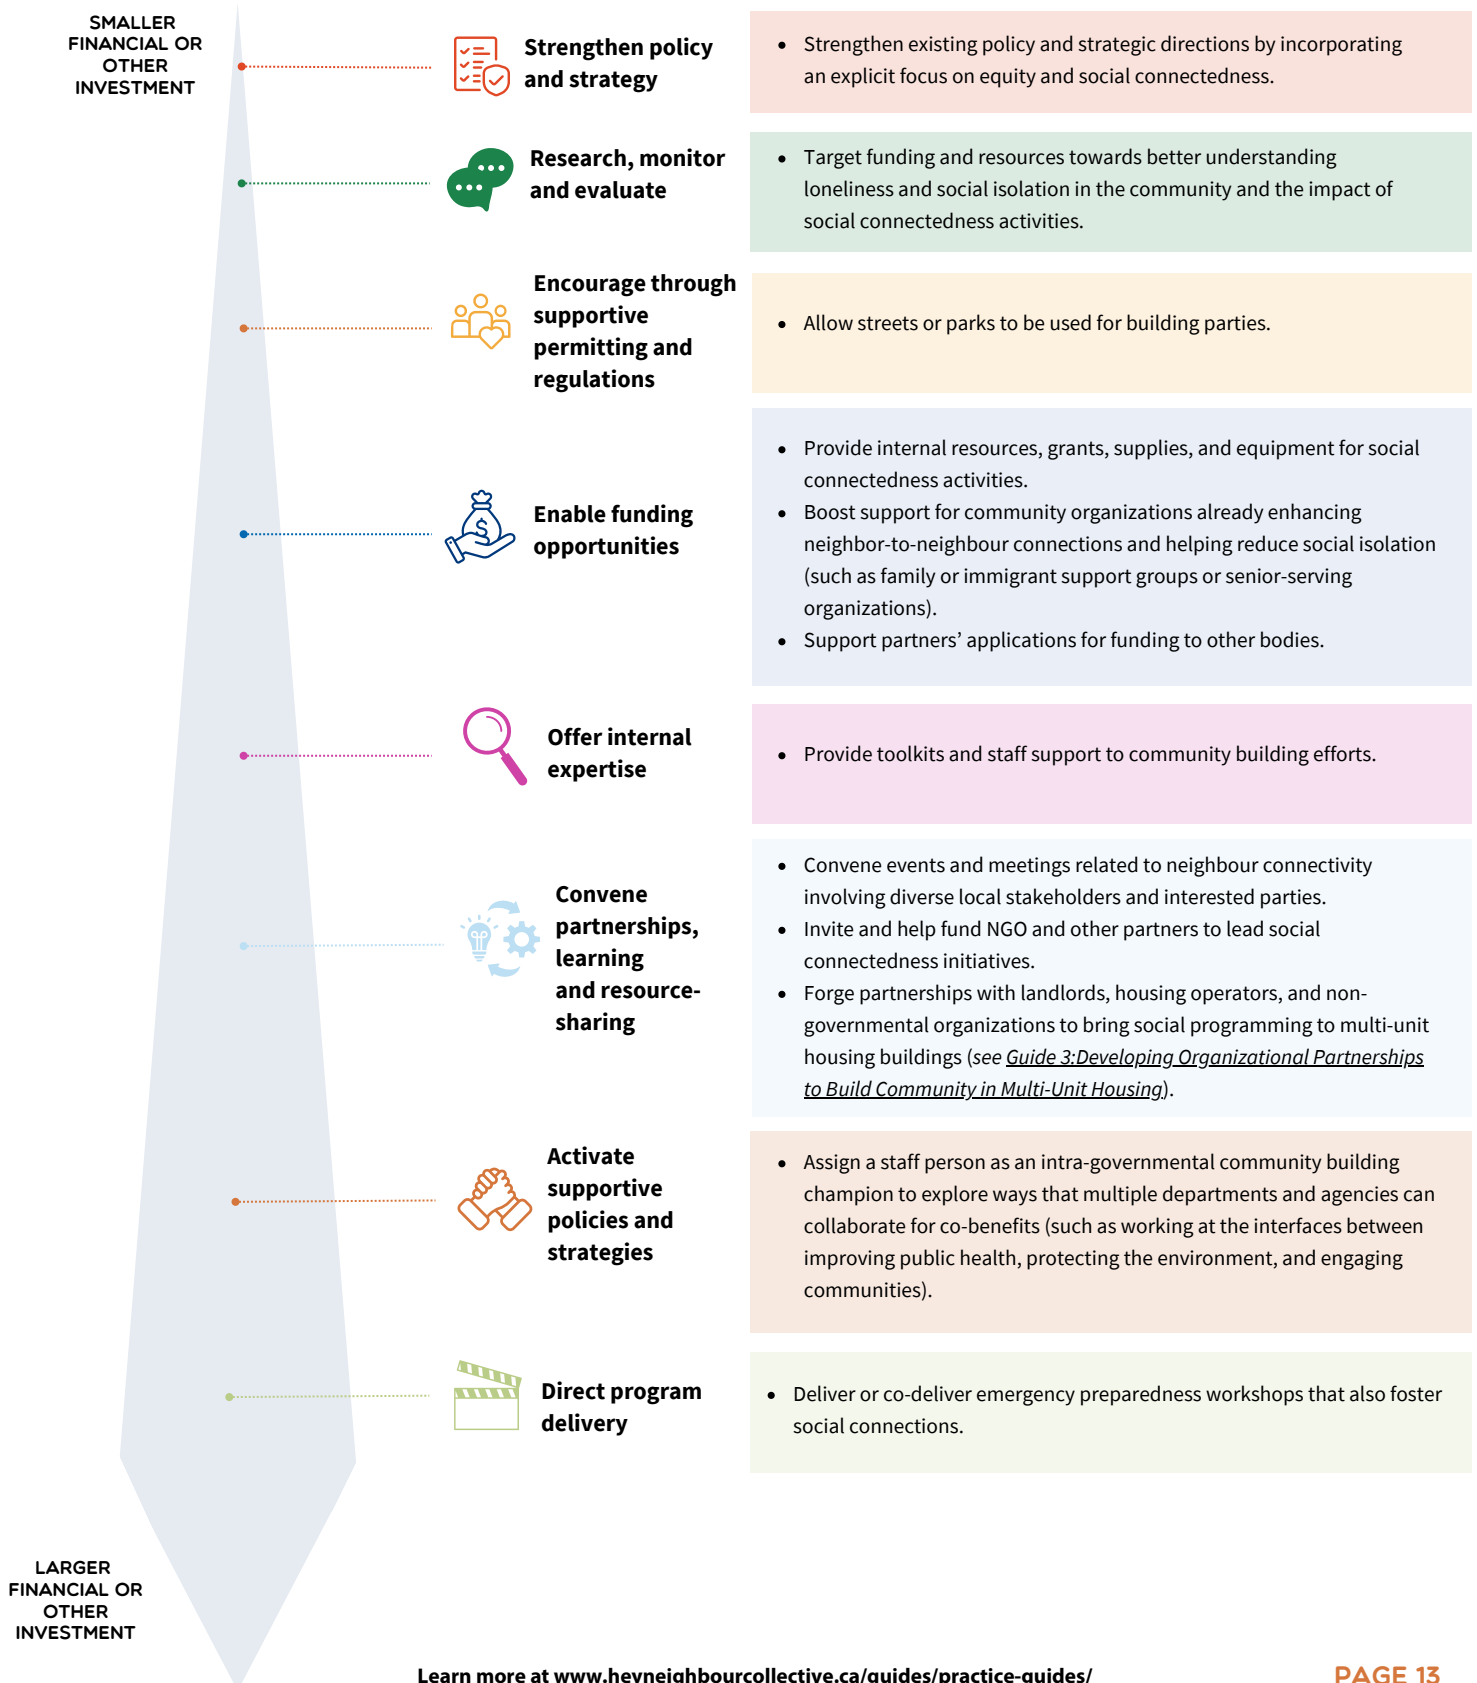 SMALLER
FINANCIAL OR
OTHER
INVESTMENT
Strengthen policy
and strategy
• Strengthen existing policy and strategic directions by incorporating
an explicit focus on equity and social connectedness.
Research, monitor
and evaluate
• Target funding and resources towards better understanding
loneliness and social isolation in the community and the impact of
social connectedness activities.
Encourage through
supportive
permitting and
regulations
• Allow streets or parks to be used for building parties.
Enable funding
opportunities
• Provide internal resources, grants, supplies, and equipment for social
connectedness activities.
• Boost support for community organizations already enhancing
neighbor-to-neighbour connections and helping reduce social isolation
(such as family or immigrant support groups or senior-serving
organizations).
• Support partners’ applications for funding to other bodies.
Offer internal
expertise
• Provide toolkits and staff support to community building efforts.
Convene
partnerships,
learning
and resource-
sharing
• Convene events and meetings related to neighbour connectivity
involving diverse local stakeholders and interested parties.
• Invite and help fund NGO and other partners to lead social
connectedness initiatives.
• Forge partnerships with landlords, housing operators, and non-
governmental organizations to bring social programming to multi-unit
housing buildings (see Guide 3:Developing Organizational Partnerships
to Build Community in Multi-Unit Housing).
Activate
supportive
policies and
strategies
• Assign a staff person as an intra-governmental community building
champion to explore ways that multiple departments and agencies can
collaborate for co-benefits (such as working at the interfaces between
improving public health, protecting the environment, and engaging
communities).
Direct program
delivery
• Deliver or co-deliver emergency preparedness workshops that also foster
social connections.
LARGER
FINANCIAL OR
OTHER
INVESTMENT
Learn more at www.heyneighbourcollective.ca/guides/practice-guides/
PAGE 13